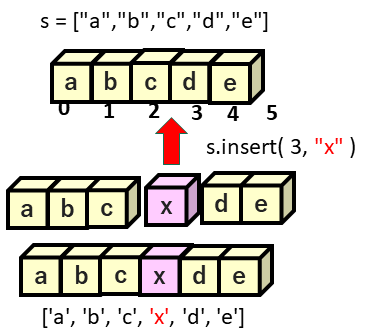 s = ["a","b","c","d","e"]
a b c d e
0 1 2 3 4 5
s.insert( 3, "x" )
a b c x d e
a b c x d e
['a', 'b', 'c', 'x', 'd', 'e']